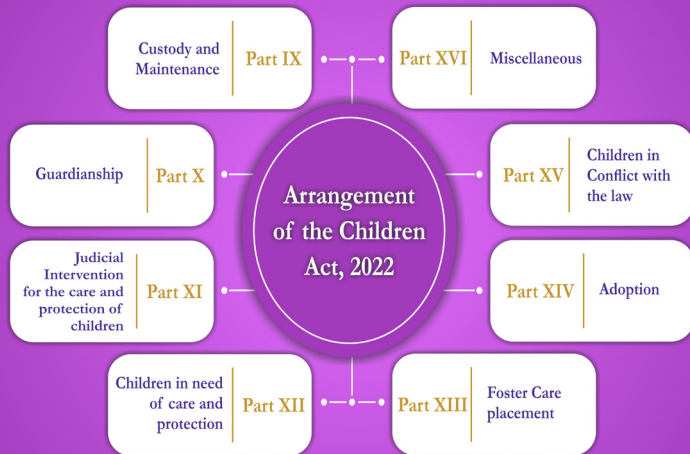 Arrangement
of the Children
Act, 2022
Custody and
Maintenance
Part IX
Guardianship
Part X
Judicial
Intervention
for the care and
protection of
children
Part XI
Children in need
of care and
protection
Part XII
Part XIII
Foster Care
placement
Part XIV
Adoption
Part XV
Children in
Conflict with
the law
Part XVI
Miscellaneous